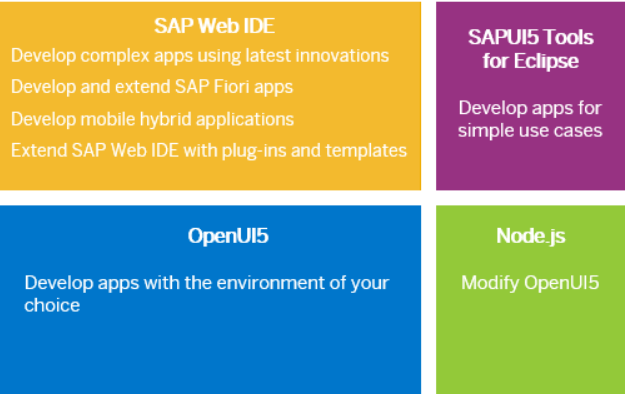 SAP Web IDE
Develop complex apps using latest innovations
Develop and extend SAP Fiori apps
Develop mobile hybrid applications
Extend SAP Web IDE with plug-ins and templates
SAPUI5 Tools
for Eclipse
Develop apps for
simple use cases
OpenUI5
Develop apps with the environment of your
choice
Node.js
Modify OpenUI5